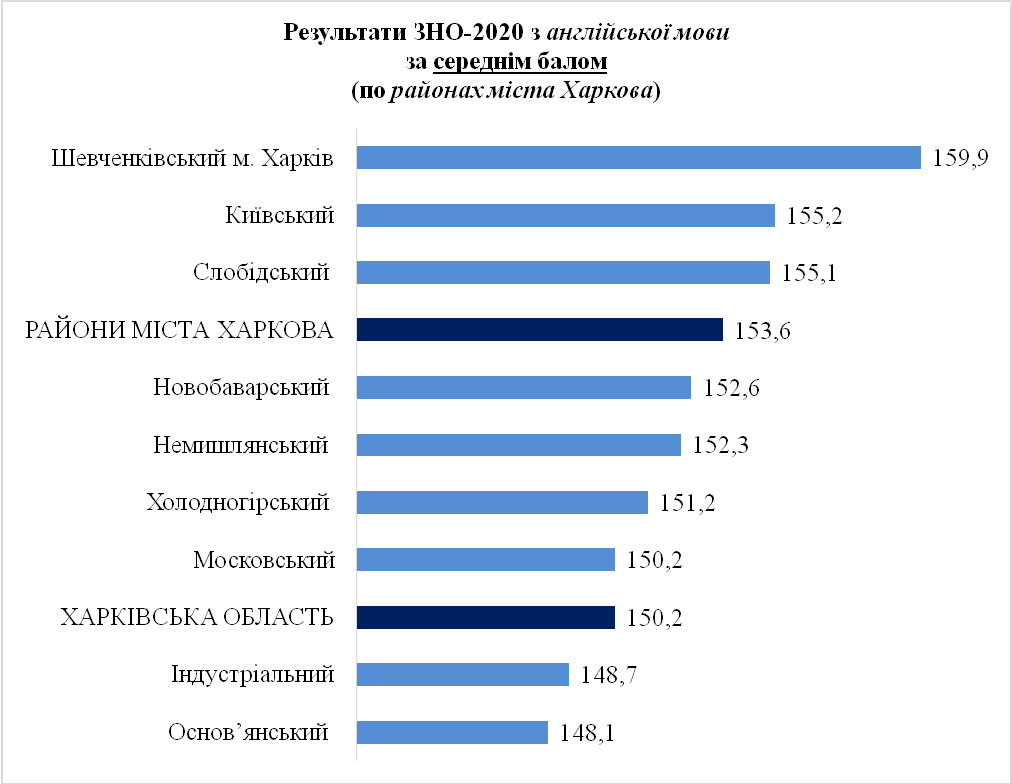 Результати ЗНО-2020 з англійської мови
за середнім балом
(по районах міста Харкова)
Шевченківський м. Харків 159,9
Київський 155,2
Слобідський 155,1
РАЙОНИ МІСТА ХАРКОВА 153,6
Новобаварський 152,6
Немишлянський 152,3
Холодногірський 151,2
Московський 150,2
ХАРКІВСЬКА ОБЛАСТЬ 150,2
Індустріальний 148,7
Основ’янський 148,1